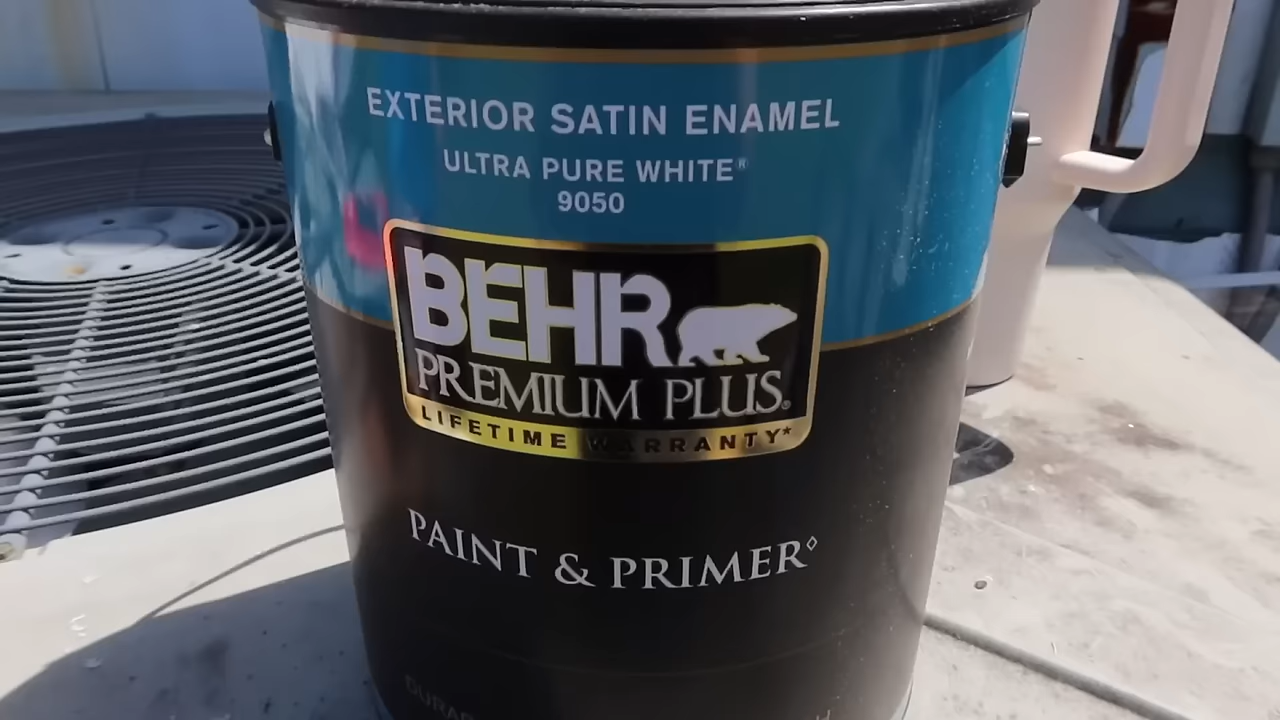 EXTERIOR SATIN ENAMEL
ULTRA PURE WHITE®
9050
BEHR
PREMIUM PLUS®
LIFETIME WARRANTY*
PAINT & PRIMER◊